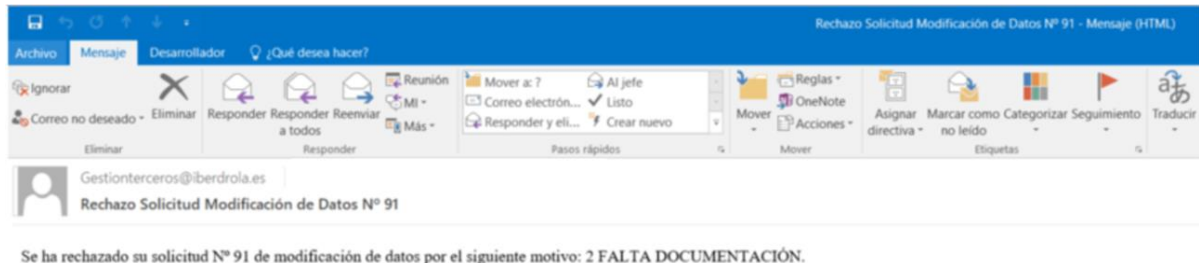 Rechazo Solicitud Modificación de Datos Nº 91 - Mensaje (HTML)
Archivo Mensaje Desarrollador ¿Qué desea hacer?
Ignorar
Correo no deseado
Eliminar
Eliminar
Responder Responder a todos Reenviar
Reunión
MI
Más
Responder
Mover a: ?
Correo electrón...
Responder y eli...
Al jefe
Listo
Crear nuevo
Pasos rápidos
Mover
Reglas
OneNote
Acciones
Mover
Asignar directiva
Marcar como no leído
Categorizar
Seguimiento
Etiquetas
Traducir
Gestionterceros@iberdrola.es
Rechazo Solicitud Modificación de Datos Nº 91
Se ha rechazado su solicitud Nº 91 de modificación de datos por el siguiente motivo: 2 FALTA DOCUMENTACIÓN.